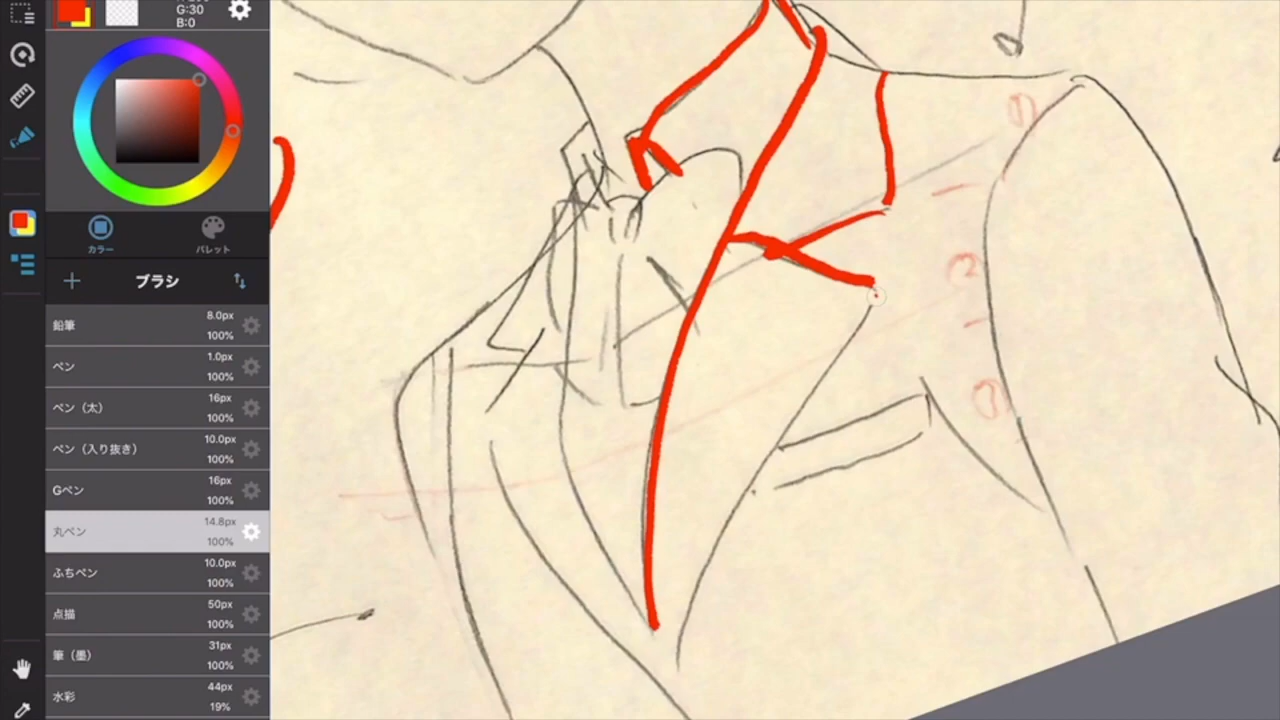 G:30
B:0
カラー
パレット
ブラシ
鉛筆
8.0px
100%
ペン
1.0px
100%
ペン（太）
16px
100%
ペン（入り抜き）
10.0px
100%
Gペン
16px
100%
丸ペン
14.8px
100%
ふちペン
10.0px
100%
点描
50px
100%
筆（墨）
31px
100%
水彩
44px
19%
①
②
③